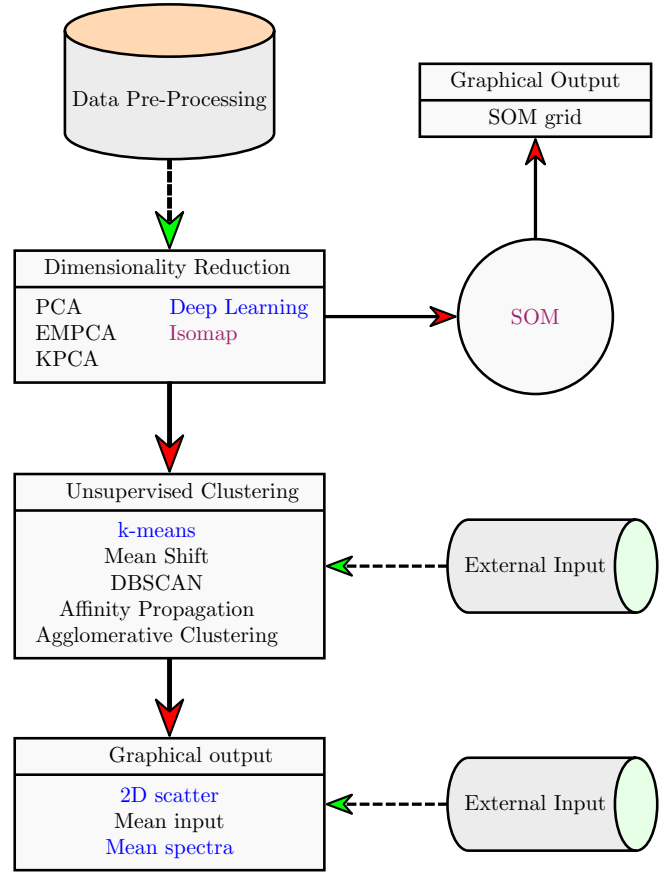 Data Pre-Processing
Graphical Output
SOM grid
Dimensionality Reduction
PCA Deep Learning
EMPCA Isomap
KPCA
SOM
Unsupervised Clustering
k-means
Mean Shift
DBSCAN
Affinity Propagation
Agglomerative Clustering
External Input
Graphical output
2D scatter
Mean input
Mean spectra
External Input